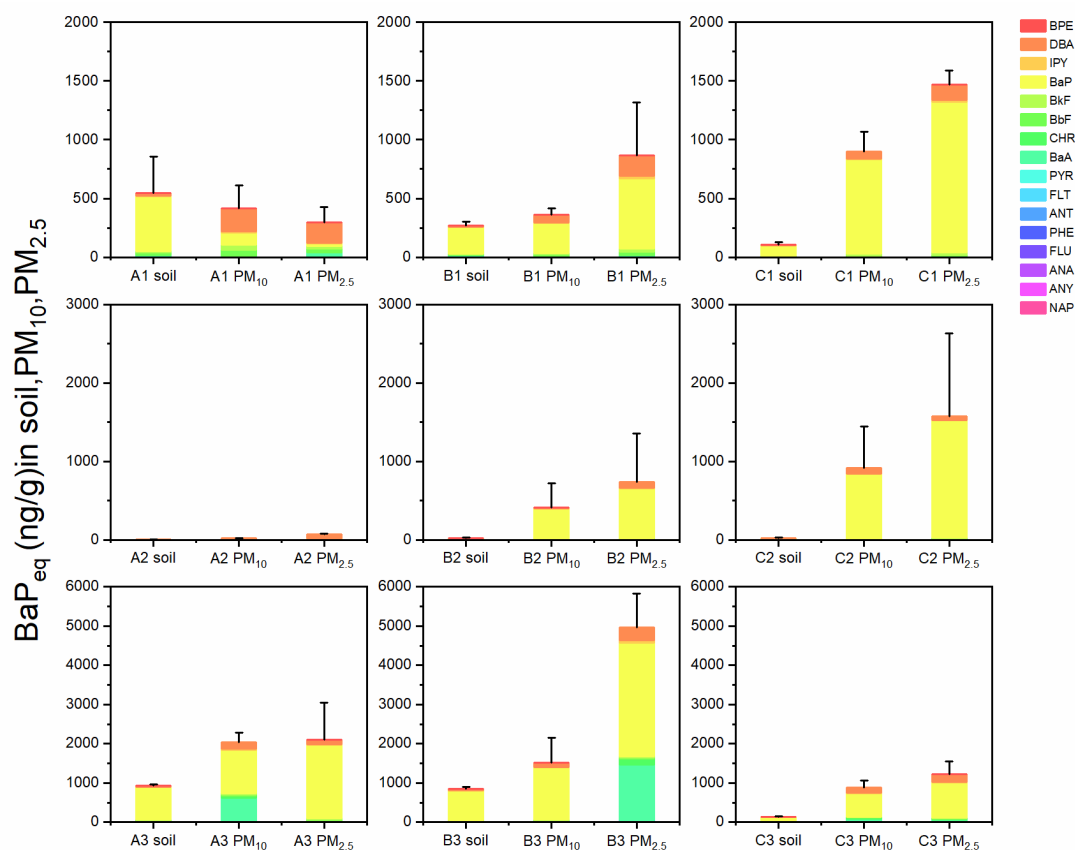 BaPeq (ng/g)in soil,PM10,PM2.5
2000
1500
1000
500
0
A1 soil A1 PM10 A1 PM2.5
2000
1500
1000
500
0
B1 soil B1 PM10 B1 PM2.5
2000
1500
1000
500
0
C1 soil C1 PM10 C1 PM2.5
BPE
DBA
IPY
BaP
BkF
BbF
CHR
BaA
PYR
FLT
ANT
PHE
FLU
ANA
ANY
NAP
3000
2000
1000
0
A2 soil A2 PM10 A2 PM2.5
3000
2000
1000
0
B2 soil B2 PM10 B2 PM2.5
3000
2000
1000
0
C2 soil C2 PM10 C2 PM2.5
6000
5000
4000
3000
2000
1000
0
A3 soil A3 PM10 A3 PM2.5
6000
5000
4000
3000
2000
1000
0
B3 soil B3 PM10 B3 PM2.5
6000
5000
4000
3000
2000
1000
0
C3 soil C3 PM10 C3 PM2.5